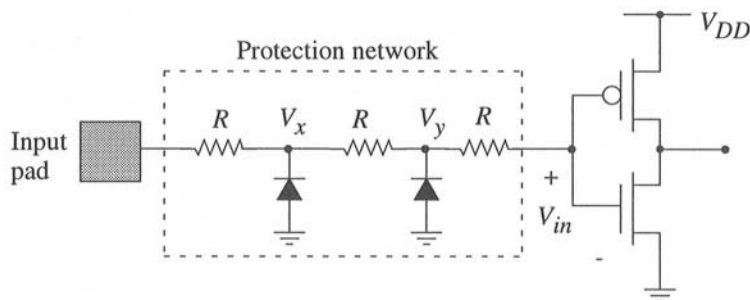 Protection network
V_DD
Input
pad
R
V_x
R
V_y
R
+
V_in
-